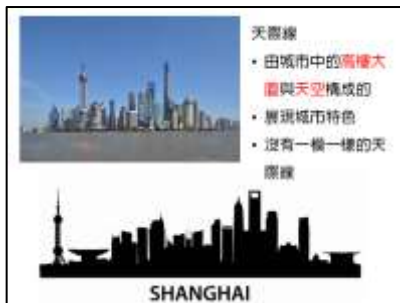 天際線
• 由城市中的高樓大
廈與天空構成的
• 展現城市特色
• 沒有一模一樣的天
際線
SHANGHAI